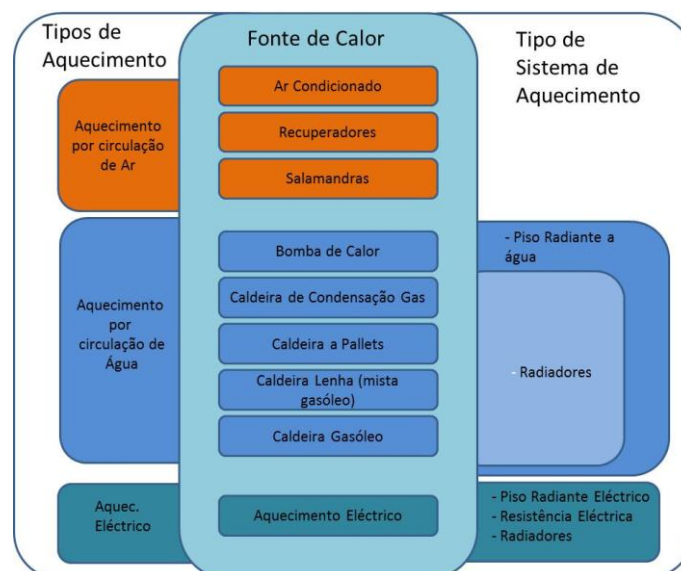 Tipos de
Aquecimento
Fonte de Calor
Tipo de
Sistema de
Aquecimento
Aquecimento
por circulação
de Ar
Ar Condicionado
Recuperadores
Salamandras
Aquecimento
por
circulação de
Água
Bomba de Calor
Caldeira de Condensação Gas
Caldeira a Pallets
Caldeira Lenha (mista
gasóleo)
Caldeira Gasóleo
- Piso Radiante a
água
- Radiadores
Aquec.
Eléctrico
Aquecimento Eléctrico
- Piso Radiante Eléctrico
- Resistência Eléctrica
- Radiadores